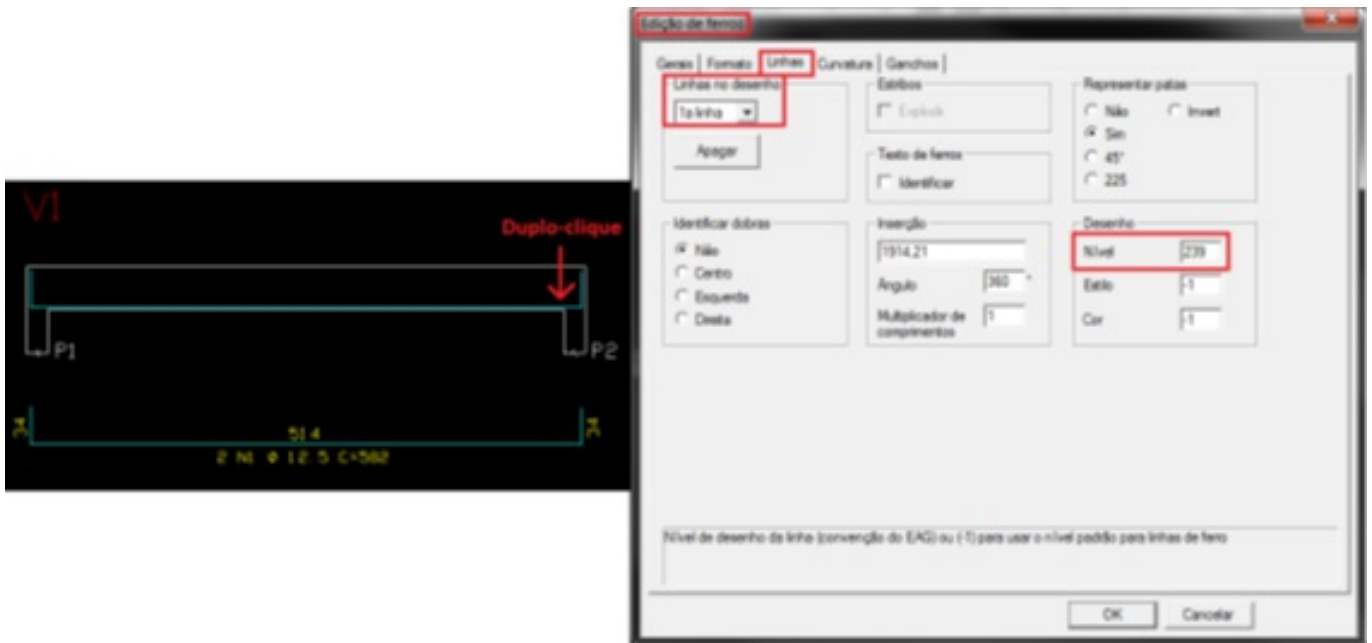 V1
Duplo-clique
P1
P2
34
514
34
2 N1 Φ 12.5 C=582
Edição de ferros
Gerais | Formato | Linhas | Curvatura | Ganchos
Linhas no desenho
1a linha
Apagar
Estribos
Explodir
Texto de ferros
Identificar
Representar patas
Não
Invert
Sim
45°
225
Identificar dobras
Não
Centro
Esquerda
Direita
Inserção
1914,21
Ângulo
360 °
Multiplicador de comprimentos
1
Desenho
Nível 239
Estilo -1
Cor -1
Nível de desenho da linha (convenção do EAG) ou (-1) para usar o nível padrão para linhas de ferro
OK
Cancelar